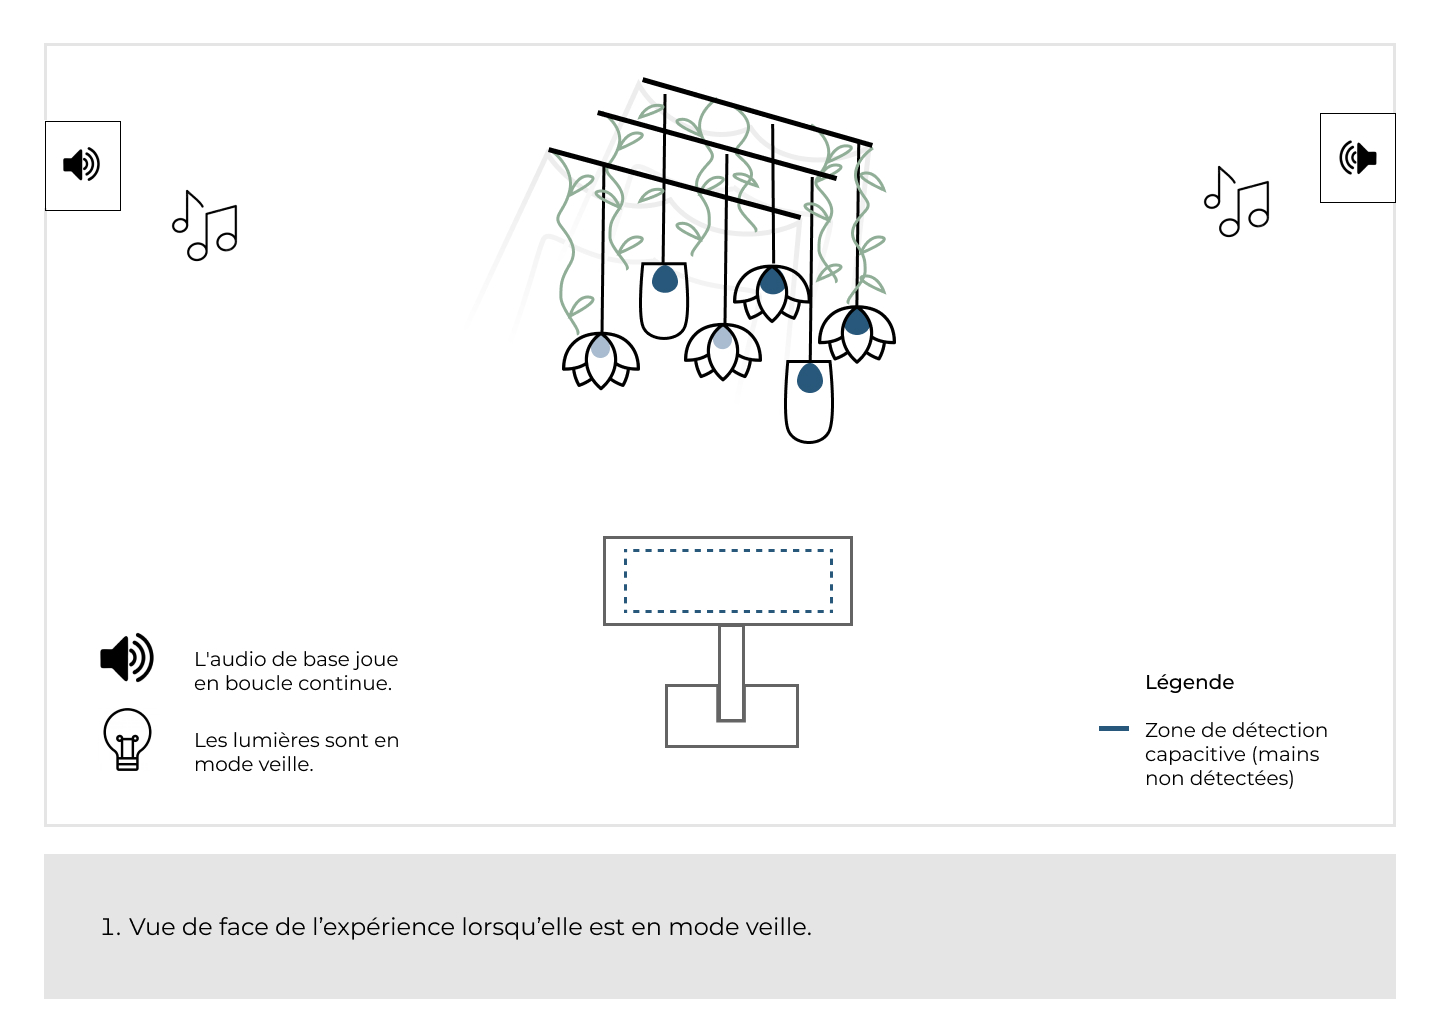 L'audio de base joue
en boucle continue.
Les lumières sont en
mode veille.
Légende
Zone de détection
capacitive (mains
non détectées)
1. Vue de face de l’expérience lorsqu’elle est en mode veille.